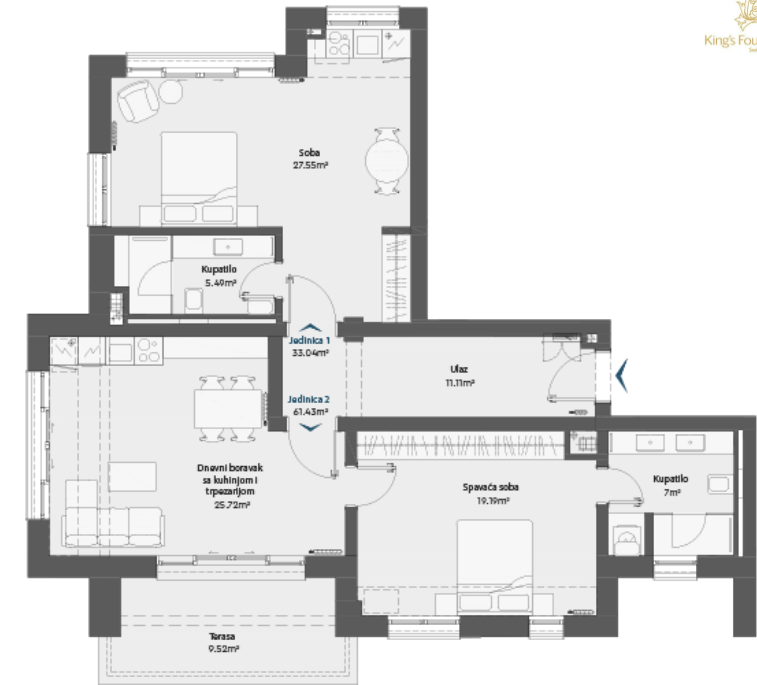 King's Fou
Soba
27.55m²
Kupatilo
5.49m²
Jedinica 1
33.04m²
Ulaz
11.11m²
Jedinica 2
61.43m²
Dnevni boravak
sa kuhinjom i
trpezarijom
25.72m²
Spavaća soba
19.19m²
Kupatilo
7m²
Terasa
9.52m²